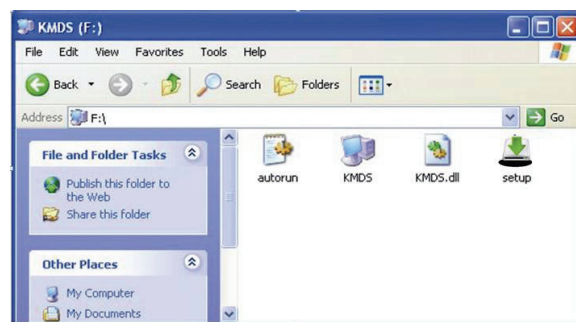 KMDS (F:)
File Edit View Favorites Tools Help
Back Search Folders
Address F:\ Go
File and Folder Tasks
Publish this folder to
the Web
Share this folder
Other Places
My Computer
My Documents
autorun KMDS KMDS.dll setup